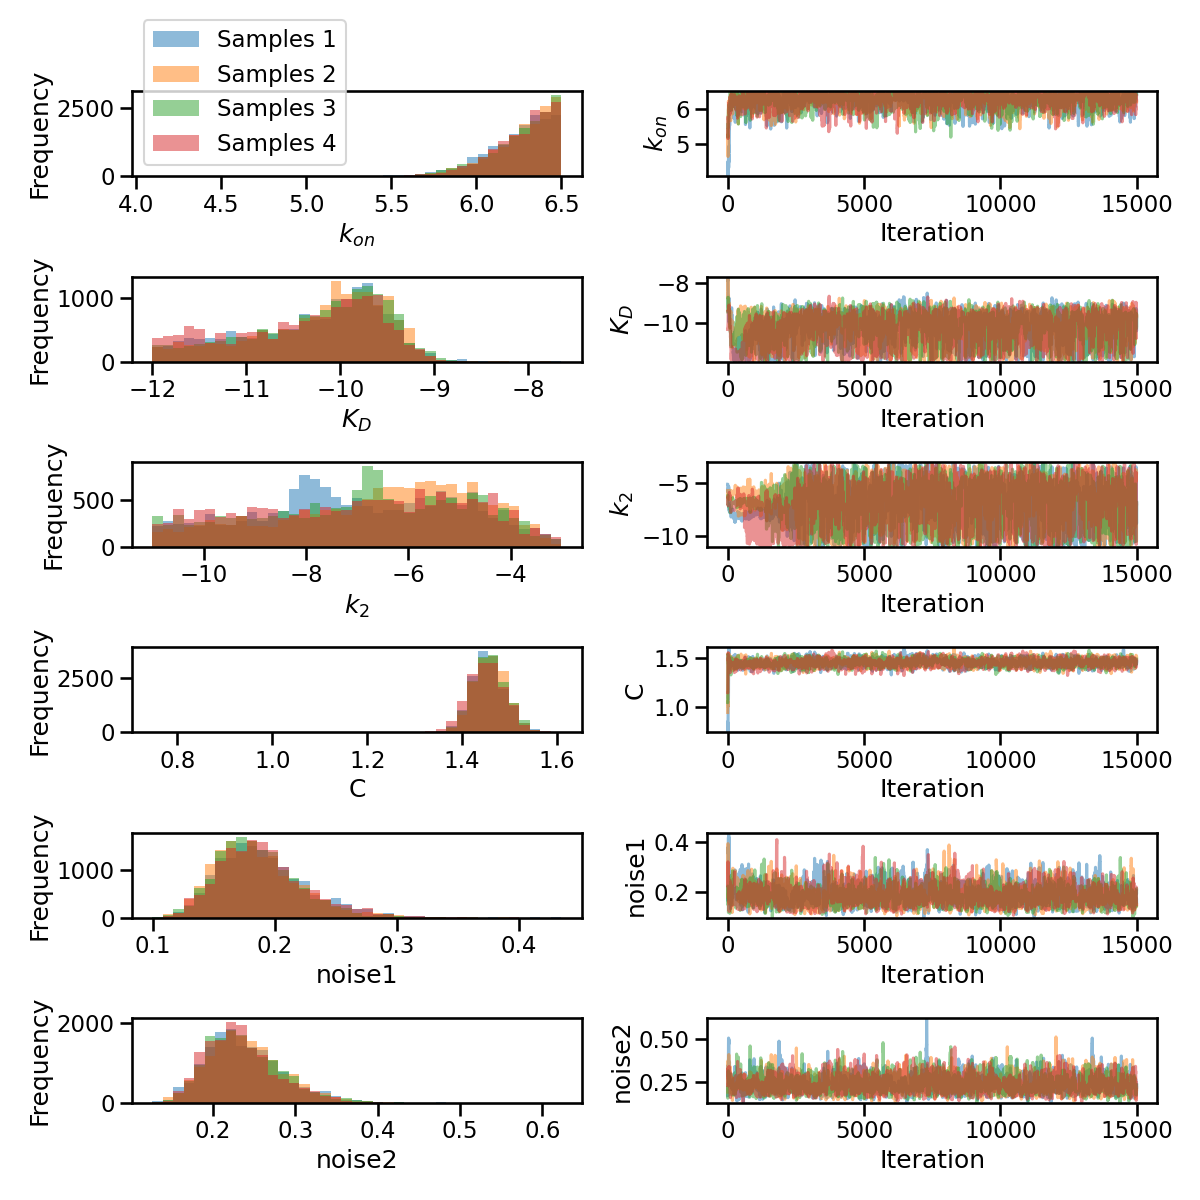 Samples 1
Samples 2
Samples 3
Samples 4
Frequency
2500
0
4.0 4.5 5.0 5.5 6.0 6.5
k_on
k_on
6
5
0 5000 10000 15000
Iteration
Frequency
1000
0
−12 −11 −10 −9 −8
K_D
K_D
−8
−10
0 5000 10000 15000
Iteration
Frequency
500
0
−10 −8 −6 −4
k_2
k_2
−5
−10
0 5000 10000 15000
Iteration
Frequency
2500
0
0.8 1.0 1.2 1.4 1.6
C
C
1.5
1.0
0 5000 10000 15000
Iteration
Frequency
1000
0
0.1 0.2 0.3 0.4
noise1
noise1
0.4
0.2
0 5000 10000 15000
Iteration
Frequency
2000
0
0.2 0.3 0.4 0.5 0.6
noise2
noise2
0.50
0.25
0 5000 10000 15000
Iteration